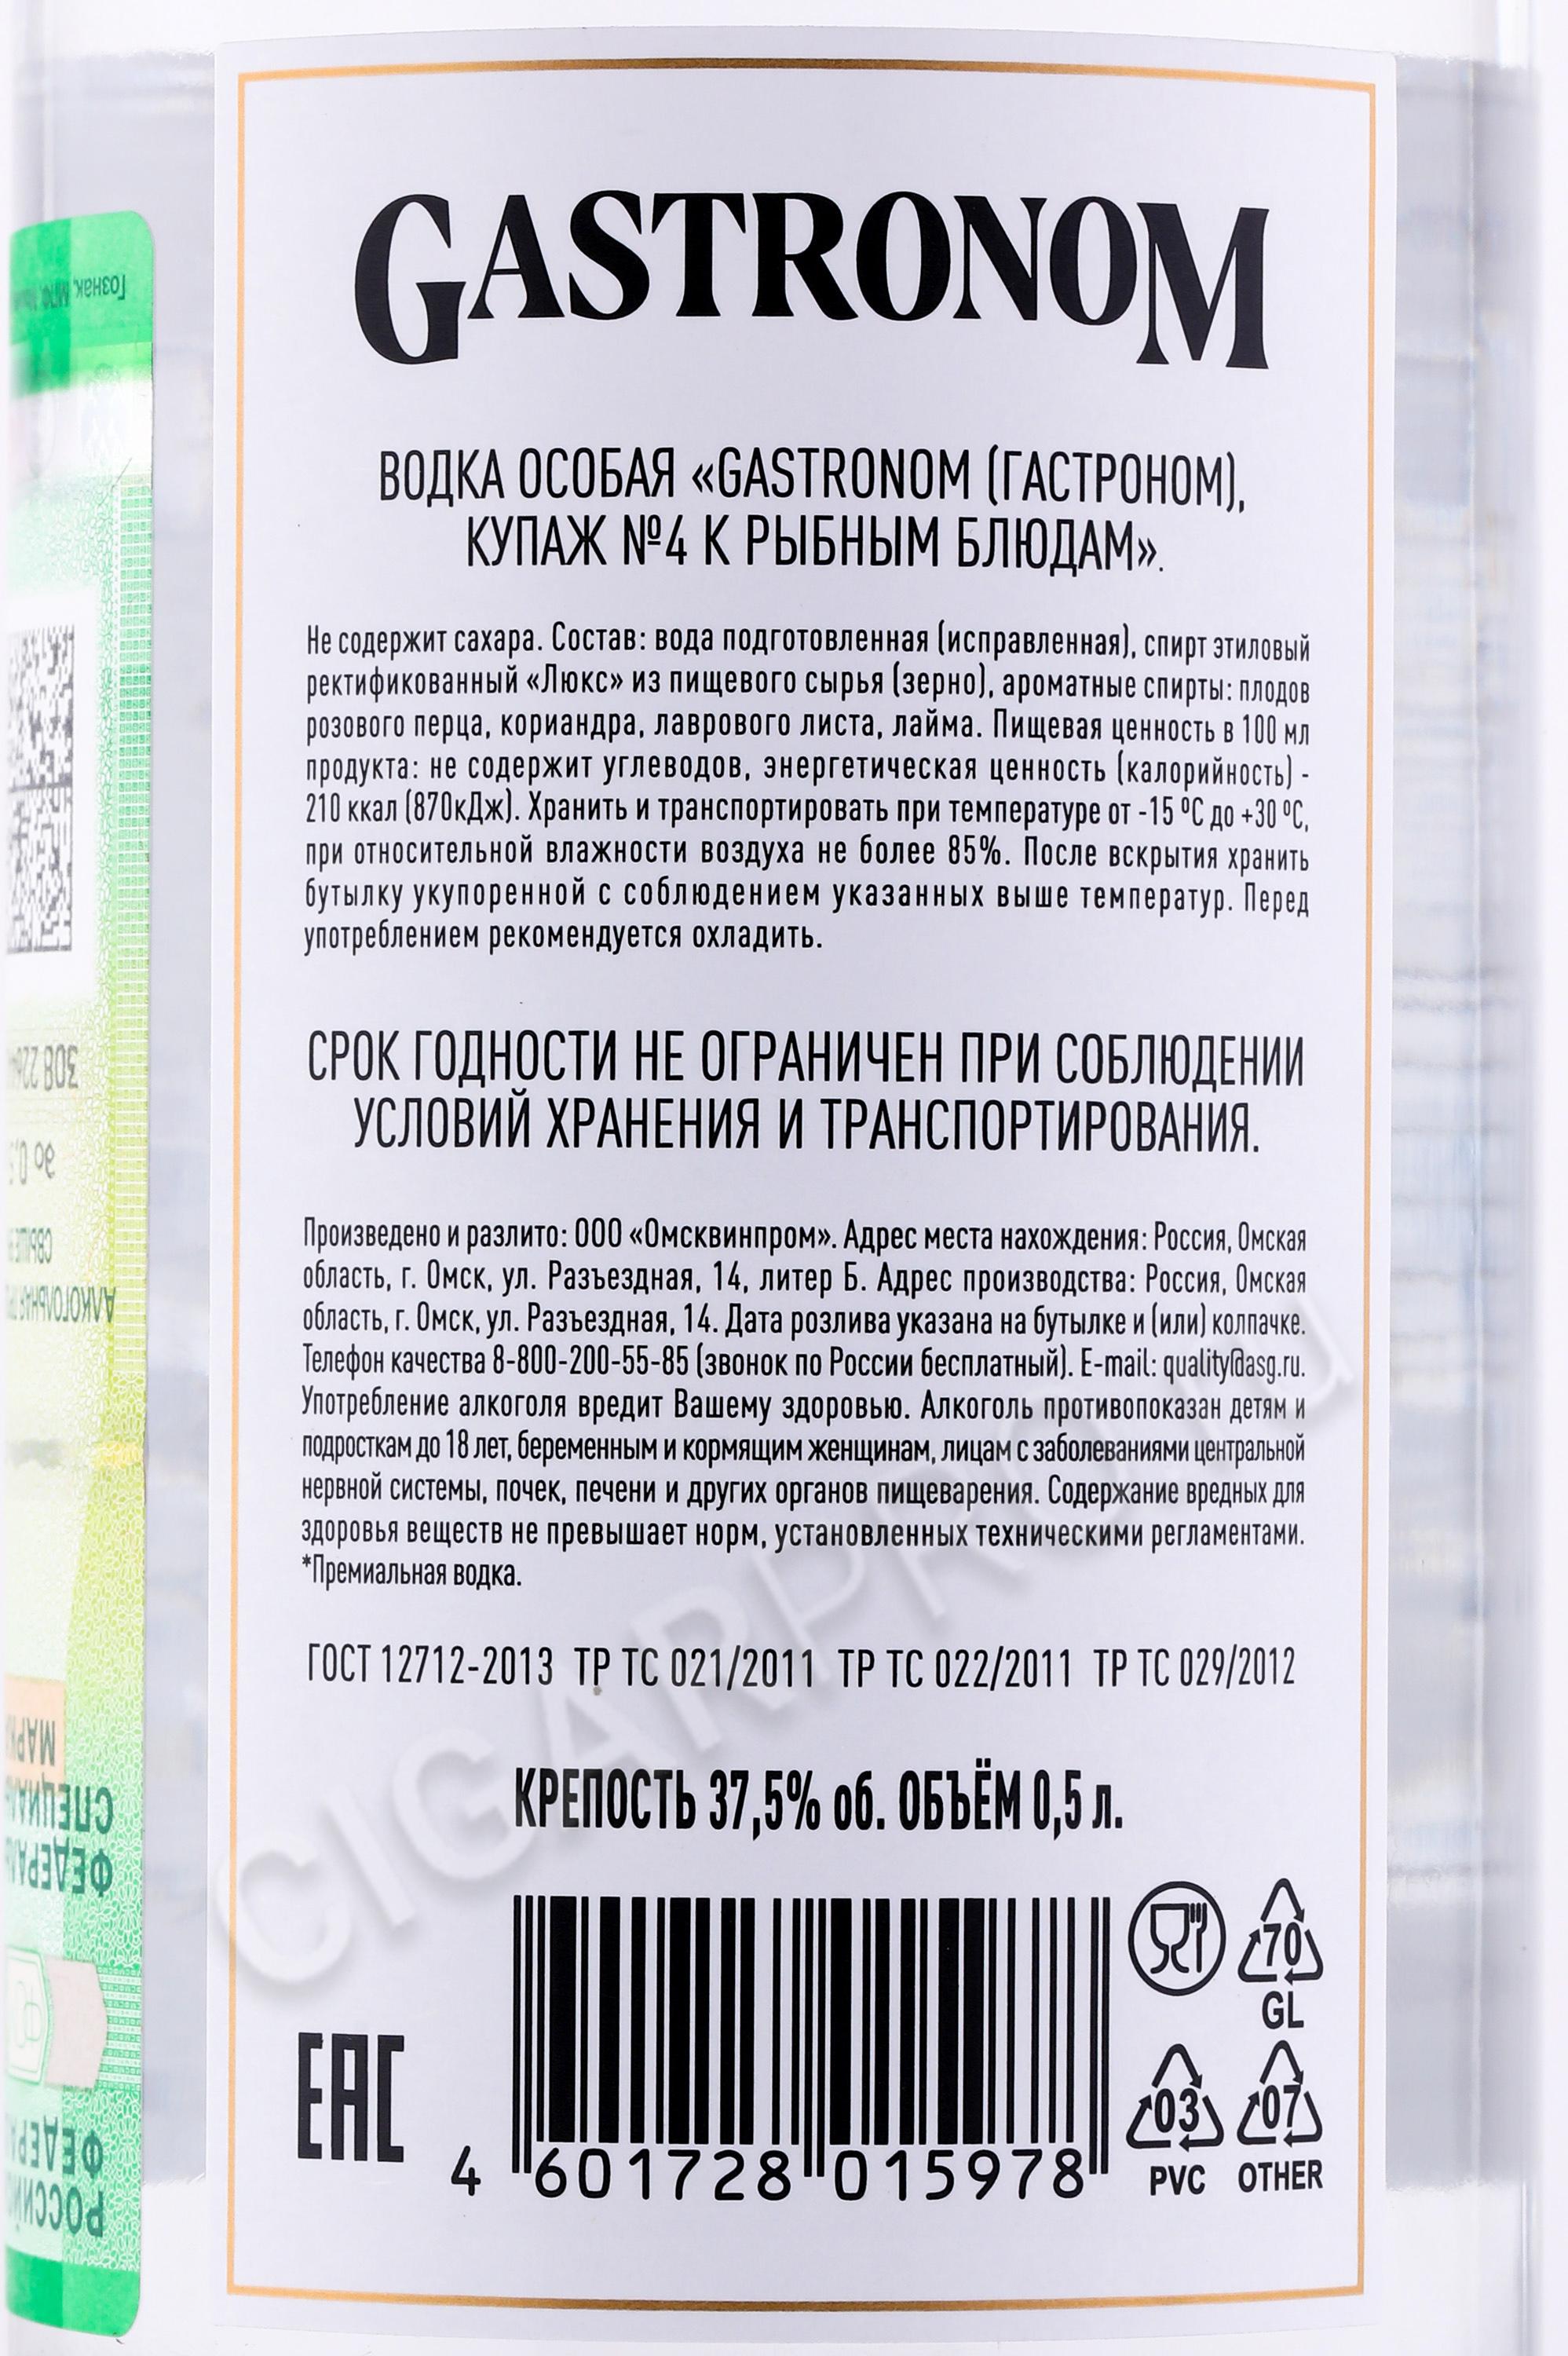 GASTRONOM
ВОДКА ОСОБАЯ «GASTRONOM (ГАСТРОНОМ),
КУПАЖ №4 К РЫБНЫМ БЛЮДАМ».
Не содержит сахара. Состав: вода подготовленная (исправленная), спирт этиловый
ректификованный «Люкс» из пищевого сырья (зерно), ароматные спирты: плодов
розового перца, кориандра, лаврового листа, лайма. Пищевая ценность в 100 мл
продукта: не содержит углеводов, энергетическая ценность (калорийность) -
210 ккал (870кДж). Хранить и транспортировать при температуре от -15 ºС до +30 ºС,
при относительной влажности воздуха не более 85%. После вскрытия хранить
бутылку укупоренной с соблюдением указанных выше температур. Перед
употреблением рекомендуется охладить.
СРОК ГОДНОСТИ НЕ ОГРАНИЧЕН ПРИ СОБЛЮДЕНИИ
УСЛОВИЙ ХРАНЕНИЯ И ТРАНСПОРТИРОВАНИЯ.
Произведено и разлито: ООО «Омсквинпром». Адрес места нахождения: Россия, Омская
область, г. Омск, ул. Разъездная, 14, литер Б. Адрес производства: Россия, Омская
область, г. Омск, ул. Разъездная, 14. Дата розлива указана на бутылке и (или) колпачке.
Телефон качества 8-800-200-55-85 (звонок по России бесплатный). E-mail: quality@asg.ru.
Употребление алкоголя вредит Вашему здоровью. Алкоголь противопоказан детям и
подросткам до 18 лет, беременным и кормящим женщинам, лицам с заболеваниями центральной
нервной системы, почек, печени и других органов пищеварения. Содержание вредных для
здоровья веществ не превышает норм, установленных техническими регламентами.
*Премиальная водка.
ГОСТ 12712-2013 ТР ТС 021/2011 ТР ТС 022/2011 ТР ТС 029/2012
КРЕПОСТЬ 37,5% об. ОБЪЁМ 0,5 л.
70
GL
EAC
03
07
PVC OTHER
4 601728 015978
CIGARPRO.ru
Гознак,
308